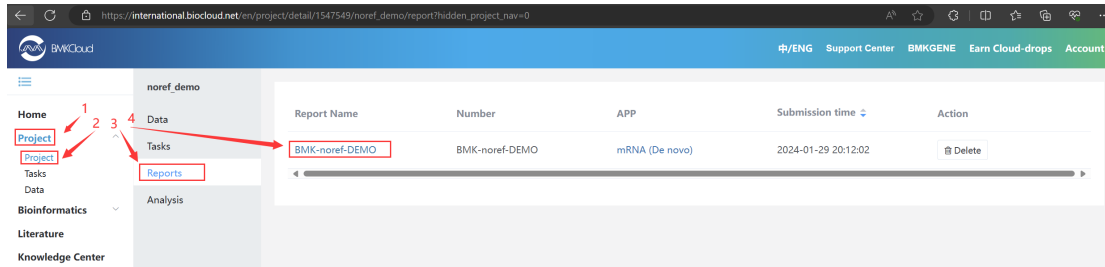 https://international.biocloud.net/en/project/detail/1547549/noref_demo/report?hidden_project_nav=0
BMKCloud
中/ENG Support Center BMKGENE Earn Cloud-drops Account
noref_demo
Home
Project
Project
Tasks
Data
Bioinformatics
Literature
Knowledge Center
1 2 3 4
Data
Tasks
Reports
Analysis
Report Name Number APP Submission time Action
BMK-noref-DEMO BMK-noref-DEMO mRNA (De novo) 2024-01-29 20:12:02 Delete